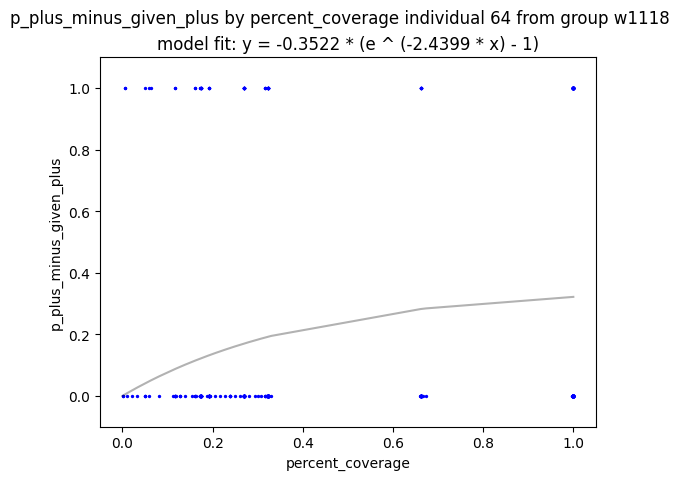 p_plus_minus_given_plus by percent_coverage individual 64 from group w1118
model fit: y = -0.3522 * (e ^ (-2.4399 * x) - 1)
1.0
0.8
0.6
0.4
0.2
0.0
p_plus_minus_given_plus
0.0 0.2 0.4 0.6 0.8 1.0
percent_coverage